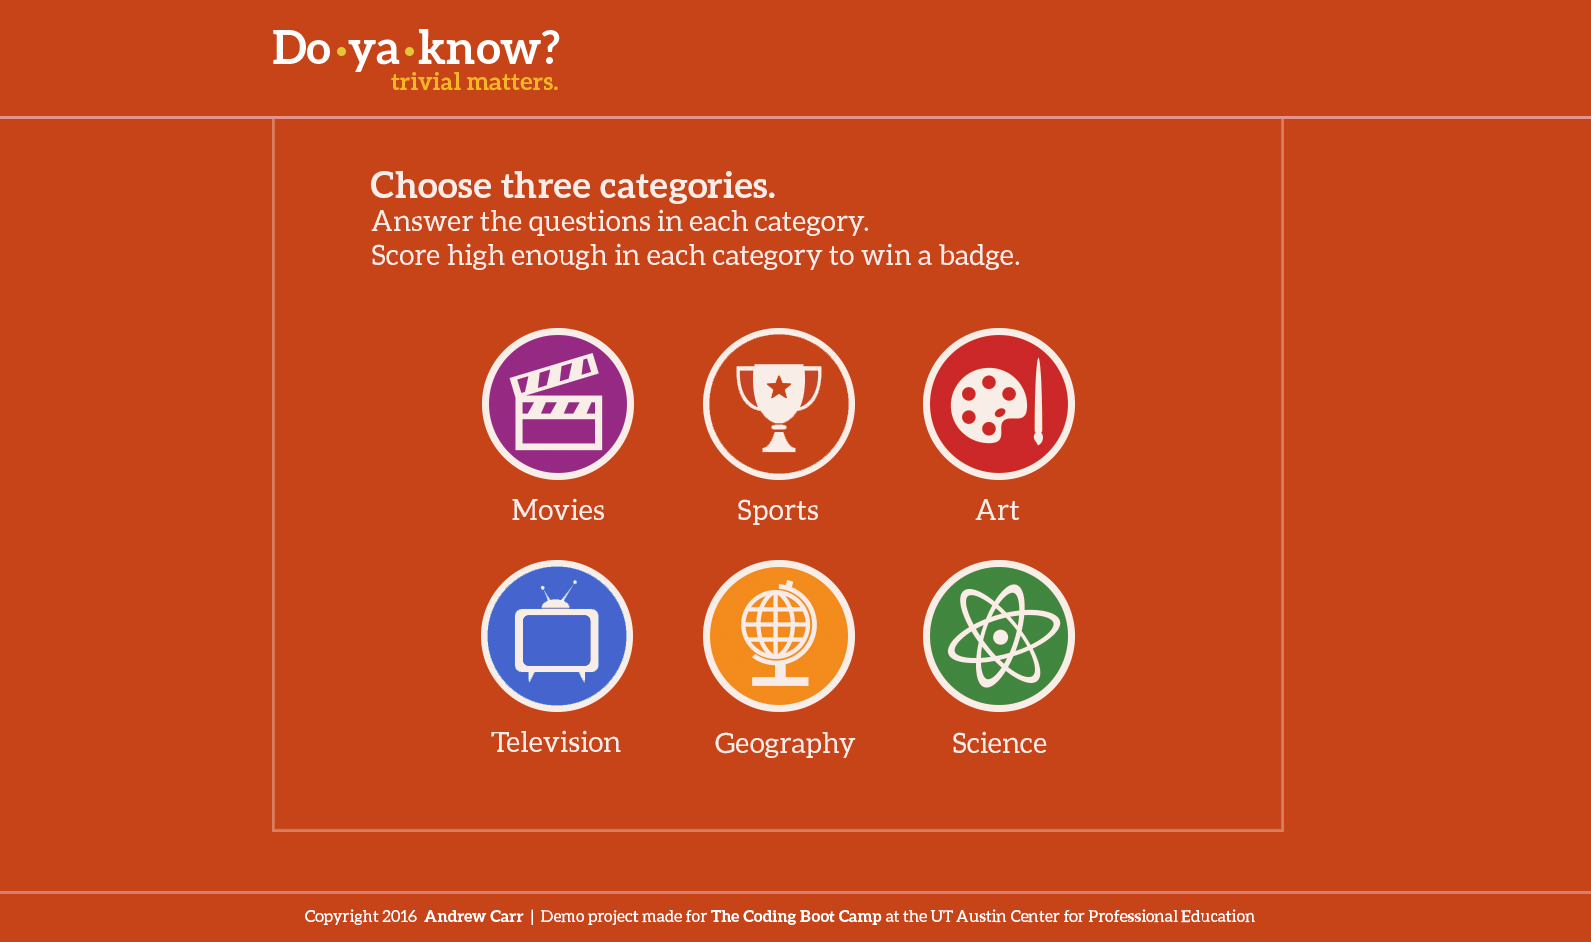 Do•ya•know?
trivial matters.
Choose three categories.
Answer the questions in each category.
Score high enough in each category to win a badge.
Movies
Sports
Art
Television
Geography
Science
Copyright 2016 Andrew Carr | Demo project made for The Coding Boot Camp at the UT Austin Center for Professional Education